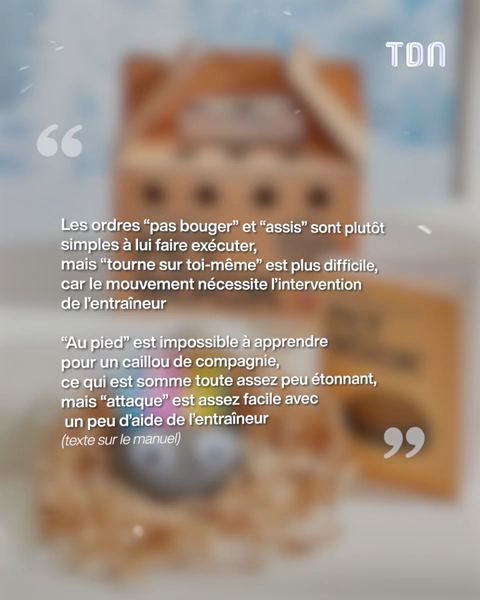 TDN
“
Les ordres “pas bouger” et “assis” sont plutôt
simples à lui faire exécuter,
mais “tourne sur toi-même” est plus difficile,
car le mouvement nécessite l’intervention
de l’entraîneur
“Au pied” est impossible à apprendre
pour un caillou de compagnie,
ce qui est somme toute assez peu étonnant,
mais “attaque” est assez facile avec
un peu d’aide de l’entraîneur
(texte sur le manuel)
”